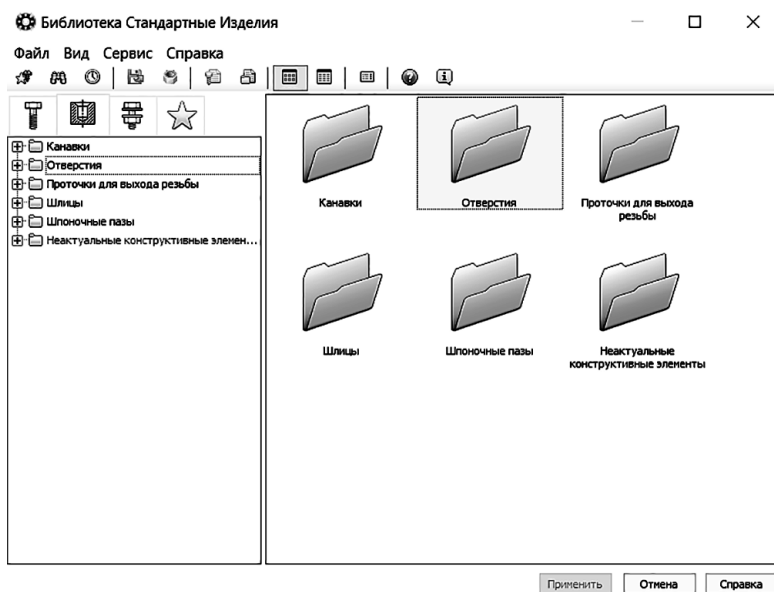 Библиотека Стандартные Изделия
Файл Вид Сервис Справка
Канавки
Отверстия
Проточки для выхода резьбы
Шлицы
Шпоночные пазы
Неактуальные конструктивные элемен...
Канавки
Отверстия
Проточки для выхода
резьбы
Шлицы
Шпоночные пазы
Неактуальные
конструктивные элементы
Применить Отмена Справка